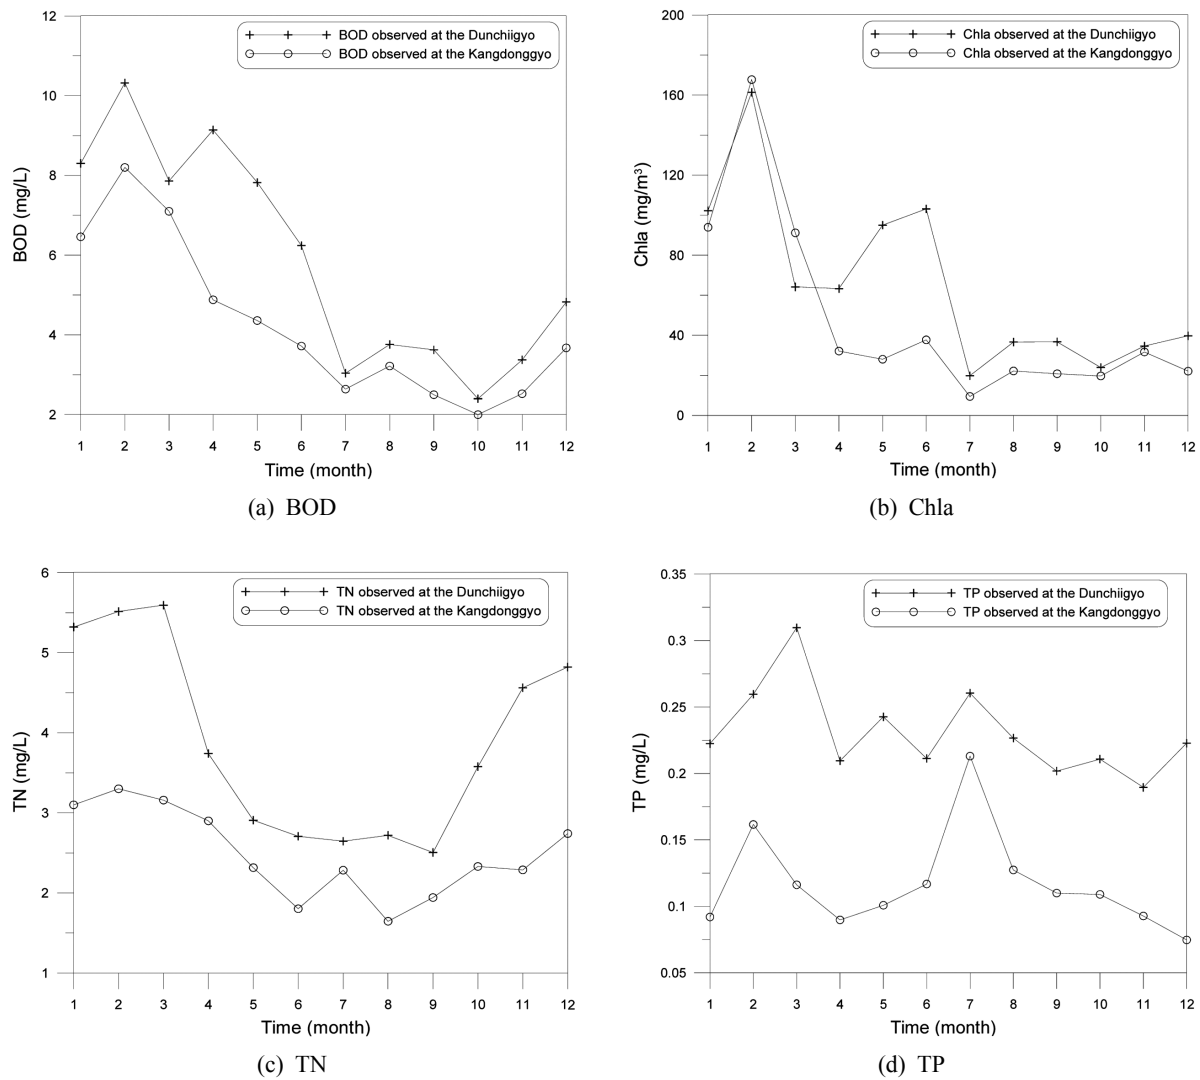 12
10
8
6
4
2
BOD (mg/L)
BOD observed at the Dunchiigyo
BOD observed at the Kangdonggyo
1 2 3 4 5 6 7 8 9 10 11 12
Time (month)
(a) BOD
200
160
120
80
40
0
Chla (mg/m³)
Chla observed at the Dunchiigyo
Chla observed at the Kangdonggyo
1 2 3 4 5 6 7 8 9 10 11 12
Time (month)
(b) Chla
6
5
4
3
2
1
TN (mg/L)
TN observed at the Dunchiigyo
TN observed at the Kangdonggyo
1 2 3 4 5 6 7 8 9 10 11 12
Time (month)
(c) TN
0.35
0.3
0.25
0.2
0.15
0.1
0.05
TP (mg/L)
TP observed at the Dunchiigyo
TP observed at the Kangdonggyo
1 2 3 4 5 6 7 8 9 10 11 12
Time (month)
(d) TP